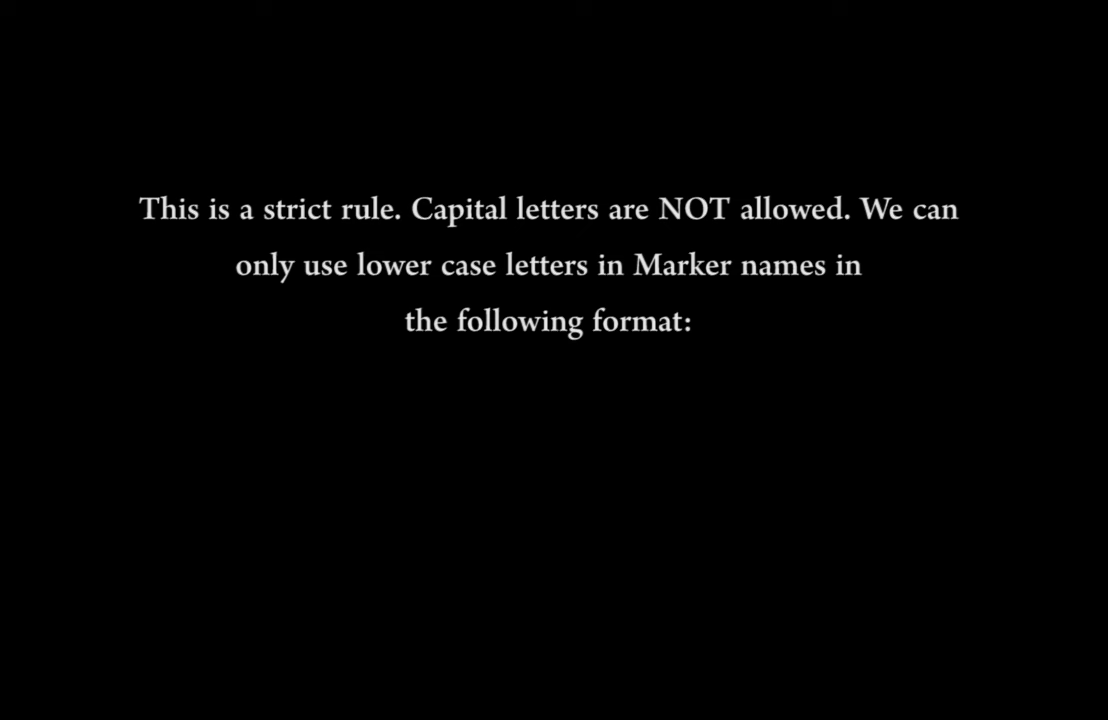 This is a strict rule. Capital letters are NOT allowed. We can
only use lower case letters in Marker names in
the following format: